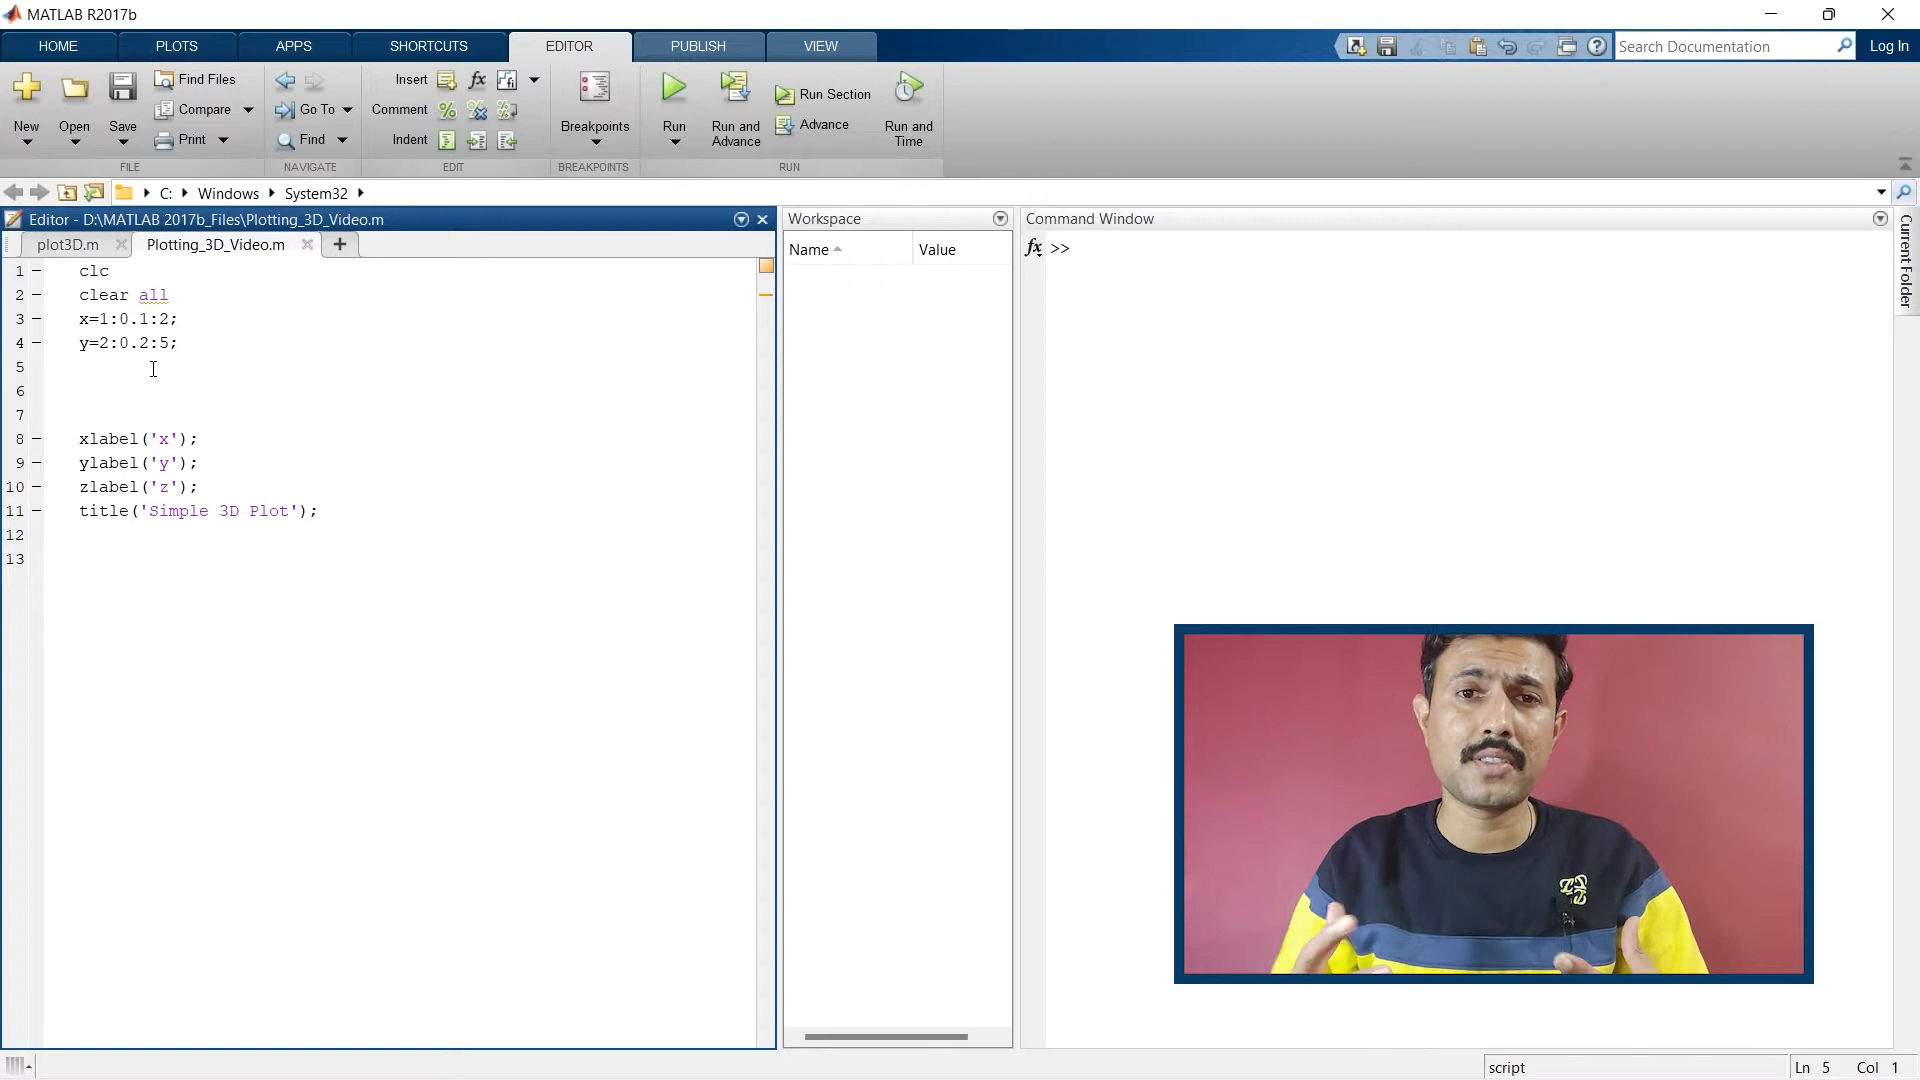 MATLAB R2017b
HOME PLOTS APPS SHORTCUTS EDITOR PUBLISH VIEW Search Documentation Log In
New Open Save Find Files Compare Print
FILE
Go To Find
NAVIGATE
Insert fx
Comment
Indent
EDIT
Breakpoints
BREAKPOINTS
Run Run and Advance Run Section Advance Run and Time
RUN
C: Windows System32
Editor - D:\MATLAB 2017b_Files\Plotting_3D_Video.m
plot3D.m Plotting_3D_Video.m
1 clc
2 clear all
3 x=1:0.1:2;
4 y=2:0.2:5;
5
6
7
8 xlabel('x');
9 ylabel('y');
10 zlabel('z');
11 title('Simple 3D Plot');
12
13
Workspace
Name Value
Command Window
fx >>
Current Folder
script Ln 5 Col 1